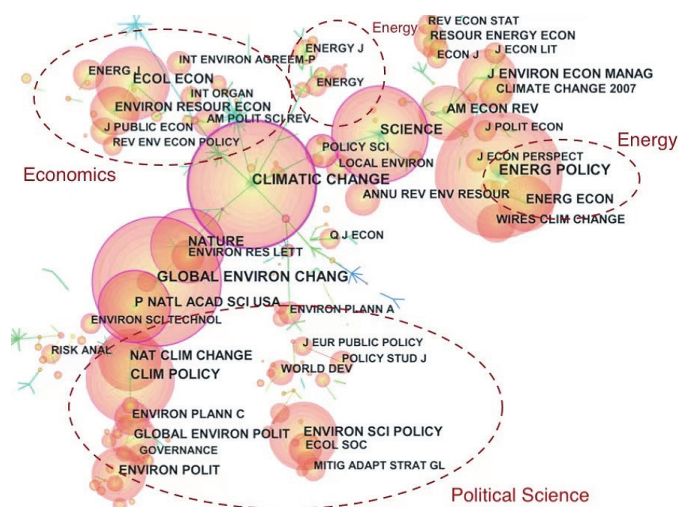 REV ECON STAT
Energy
RESOUR ENERGY ECON
ENERGY J
J ECON LIT
ECON J
INT ENVIRON AGREEM-P
ENERG J
J ENVIRON ECON MANAG
ECOL ECON
ENERGY
CLIMATE CHANGE 2007
INT ORGAN
ENVIRON RESOUR ECON
AM ECON REV
AM POLIT SCI REV
J PUBLIC ECON
SCIENCE
J POLIT ECON
REV ENV ECON POLICY
POLICY SCI
Energy
J ECON PERSPECT
LOCAL ENVIRON
ENERG POLICY
Economics
CLIMATIC CHANGE
ANNU REV ENV RESOUR
ENERG ECON
WIRES CLIM CHANGE
Q J ECON
NATURE
ENVIRON RES LETT
GLOBAL ENVIRON CHANG
P NATL ACAD SCI USA
ENVIRON PLANN A
ENVIRON SCI TECHNOL
J EUR PUBLIC POLICY
RISK ANAL
NAT CLIM CHANGE
POLICY STUD J
WORLD DEV
CLIM POLICY
ENVIRON PLANN C
GLOBAL ENVIRON POLIT
ENVIRON SCI POLICY
ECOL SOC
GOVERNANCE
MITIG ADAPT STRAT GL
ENVIRON POLIT
Political Science